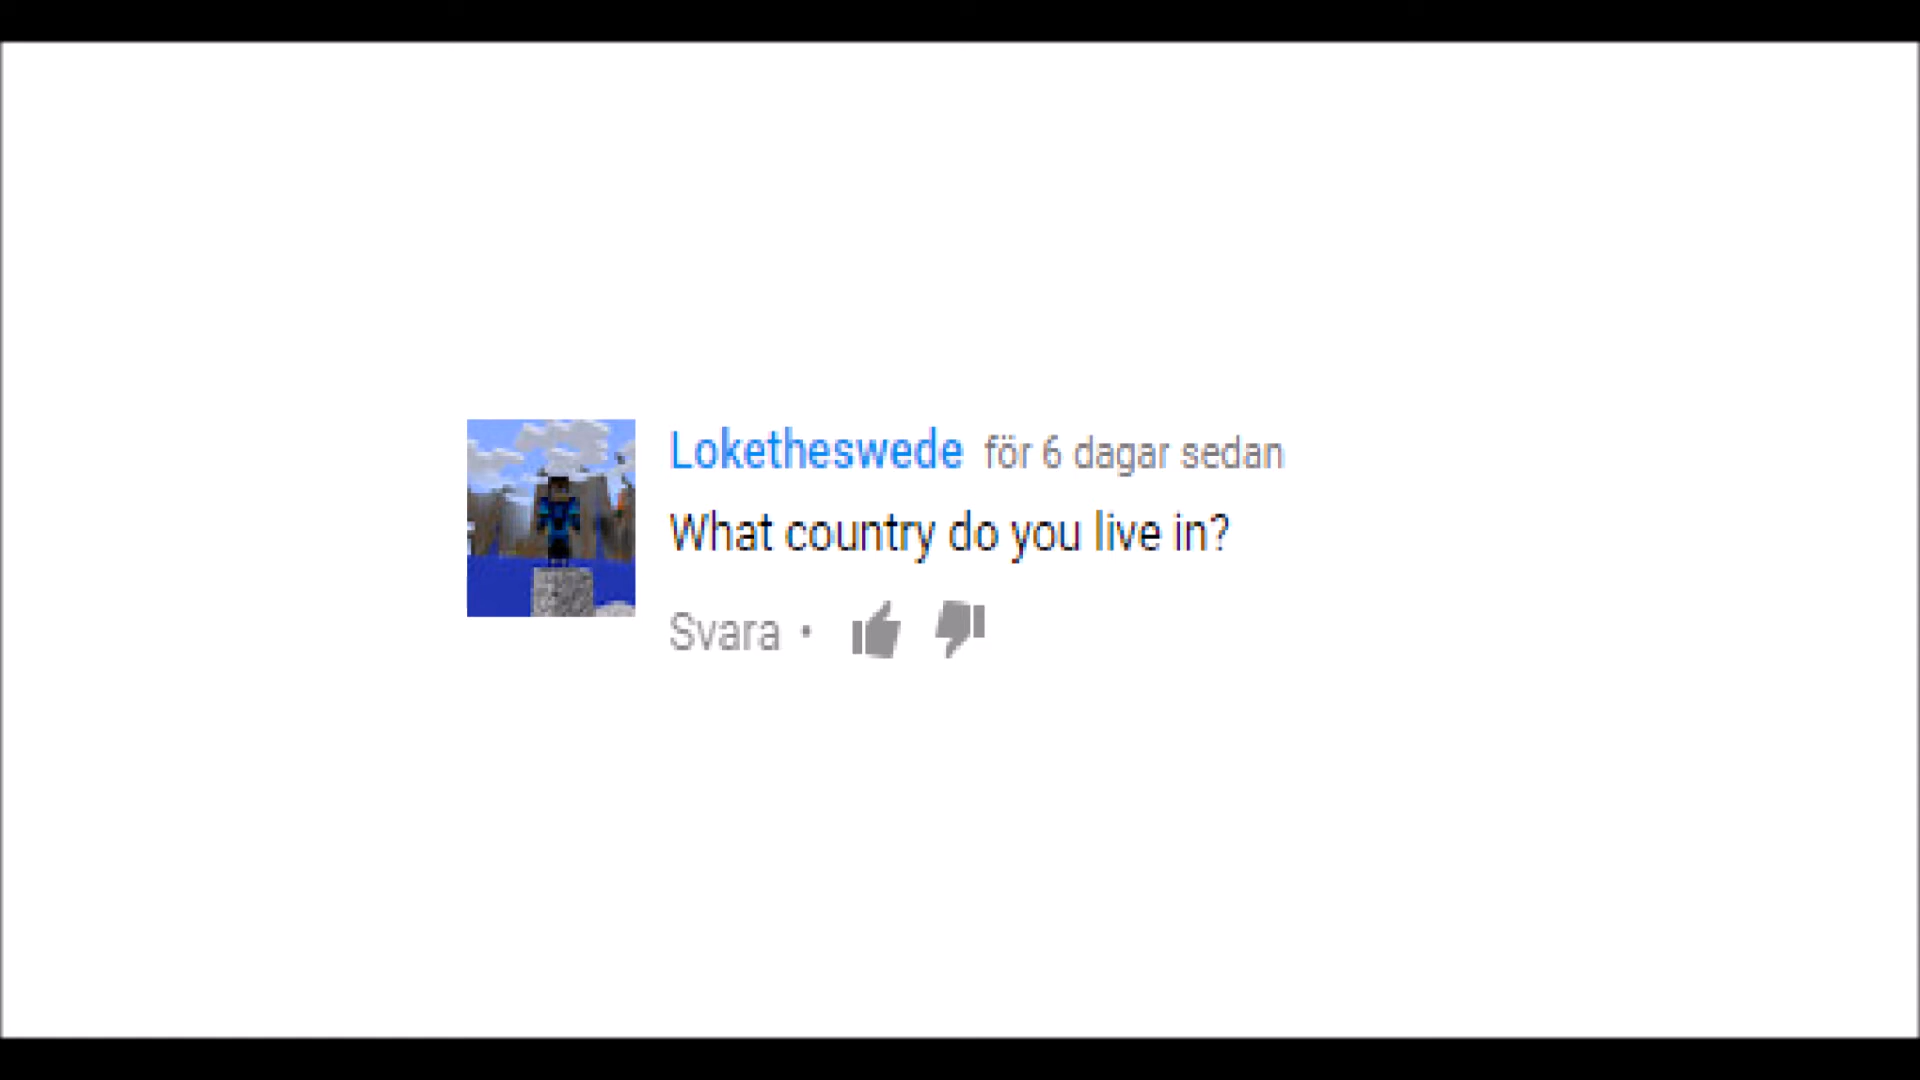 Loketheswede för 6 dagar sedan
What country do you live in?
Svara •